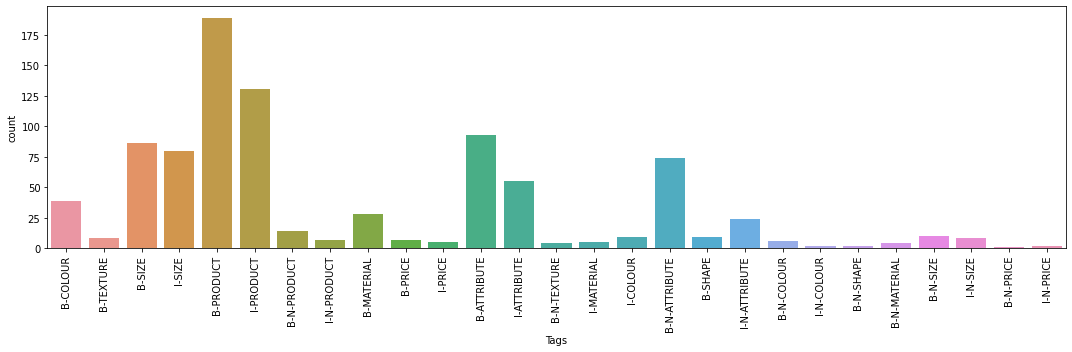 175
150
125
100
75
50
25
0
count
B-COLOUR
B-TEXTURE
B-SIZE
I-SIZE
B-PRODUCT
I-PRODUCT
B-N-PRODUCT
I-N-PRODUCT
B-MATERIAL
B-PRICE
I-PRICE
B-ATTRIBUTE
I-ATTRIBUTE
B-N-TEXTURE
I-MATERIAL
I-COLOUR
B-N-ATTRIBUTE
B-SHAPE
I-N-ATTRIBUTE
B-N-COLOUR
I-N-COLOUR
B-N-SHAPE
B-N-MATERIAL
B-N-SIZE
I-N-SIZE
B-N-PRICE
I-N-PRICE
Tags